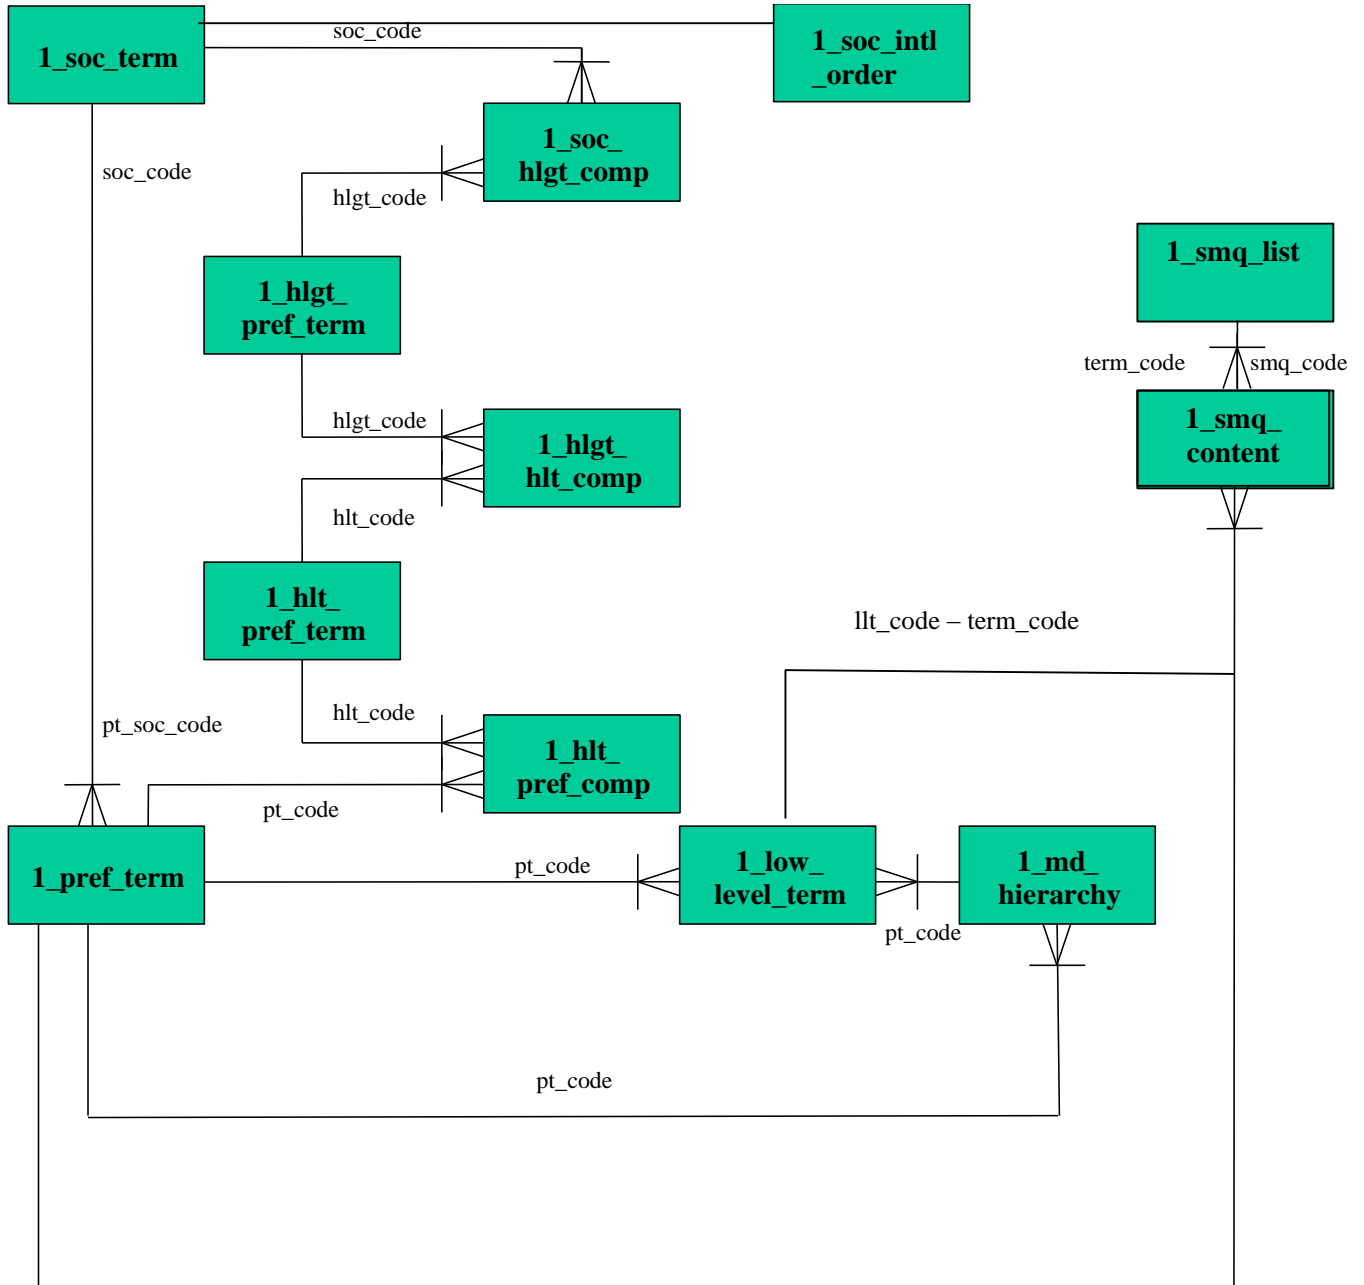 soc_code
1_soc_term
1_soc_intl
_order
soc_code
1_soc_
hlgt_comp
hlgt_code
1_smq_list
1_hlgt_
pref_term
term_code
smq_code
hlgt_code
1_smq_
content
1_hlgt_
hlt_comp
hlt_code
1_hlt_
pref_term
llt_code – term_code
hlt_code
pt_soc_code
1_hlt_
pref_comp
pt_code
1_pref_term
pt_code
1_low_
level_term
1_md_
hierarchy
pt_code
pt_code